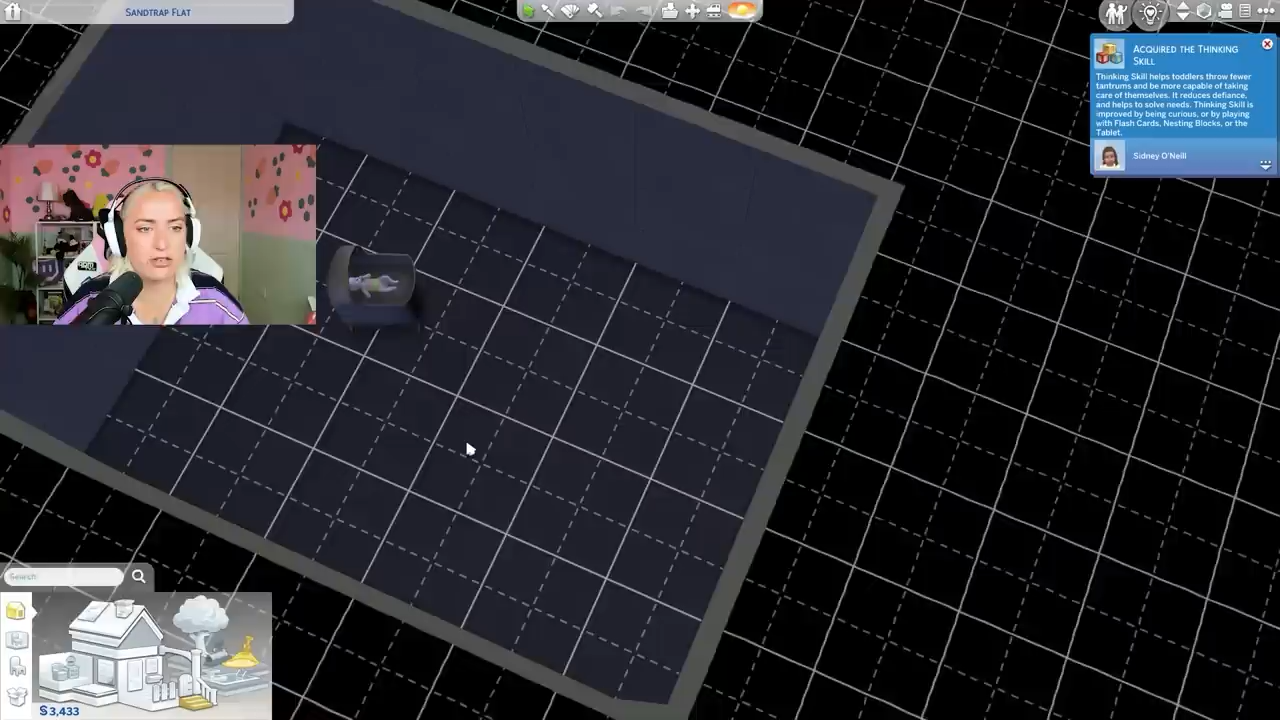 Sandtrap Flat
Acquired the Thinking
Skill
Thinking Skill helps toddlers throw fewer
tantrums and be more capable of taking
care of themselves. It reduces defiance,
and helps to solve needs. Thinking Skill is
improved by being curious, or by playing
with Flash Cards, Nesting Blocks, or the
Tablet.
Sidney O'Neill
Search
§3,433